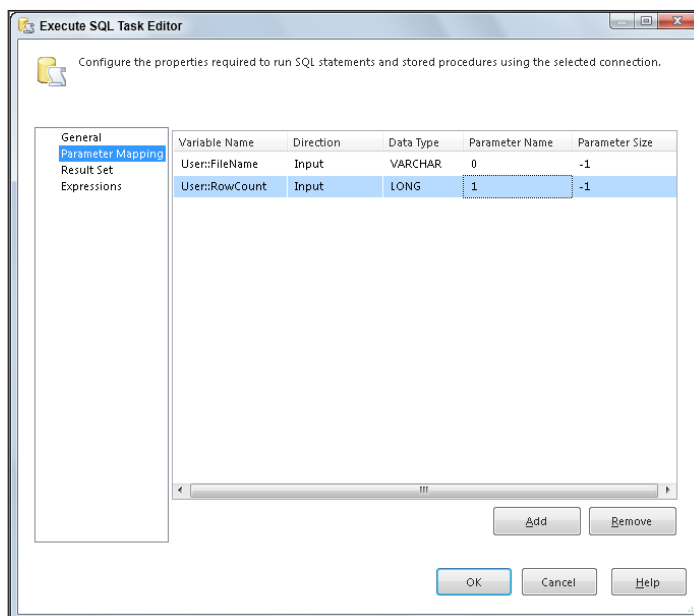 Execute SQL Task Editor
Configure the properties required to run SQL statements and stored procedures using the selected connection.
General
Parameter Mapping
Result Set
Expressions
Variable Name Direction Data Type Parameter Name Parameter Size
User::FileName Input VARCHAR 0 -1
User::RowCount Input LONG 1 -1
Add Remove
OK Cancel Help